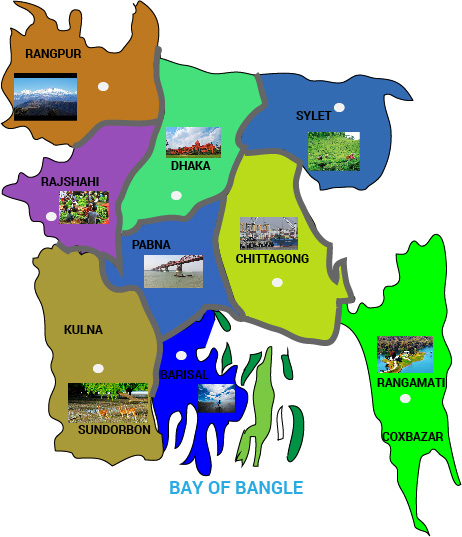 RANGPUR
SYLET
DHAKA
RAJSHAHI
PABNA
CHITTAGONG
KULNA
BARISAL
RANGAMATI
SUNDORBON
COXBAZAR
BAY OF BANGLE